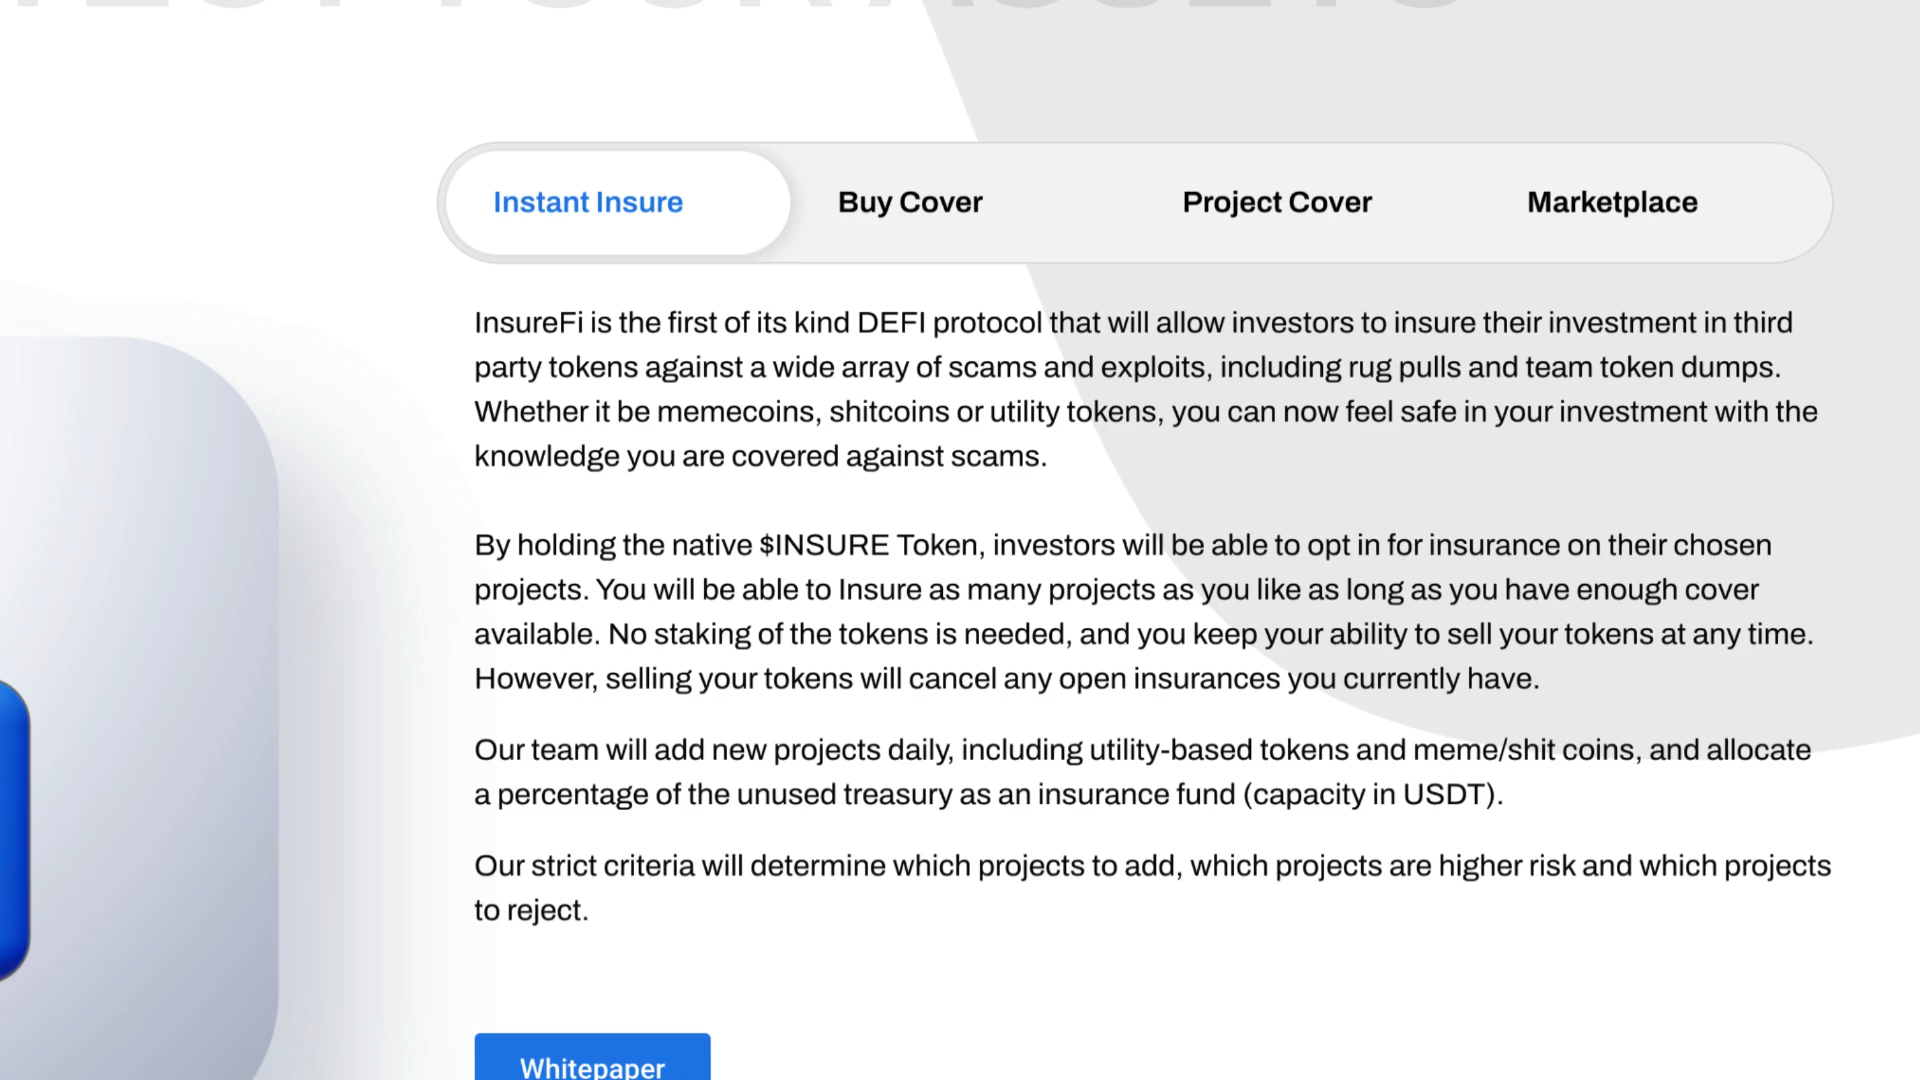 Instant Insure
Buy Cover
Project Cover
Marketplace
InsureFi is the first of its kind DEFI protocol that will allow investors to insure their investment in third
party tokens against a wide array of scams and exploits, including rug pulls and team token dumps.
Whether it be memecoins, shitcoins or utility tokens, you can now feel safe in your investment with the
knowledge you are covered against scams.
By holding the native $INSURE Token, investors will be able to opt in for insurance on their chosen
projects. You will be able to Insure as many projects as you like as long as you have enough cover
available. No staking of the tokens is needed, and you keep your ability to sell your tokens at any time.
However, selling your tokens will cancel any open insurances you currently have.
Our team will add new projects daily, including utility-based tokens and meme/shit coins, and allocate
a percentage of the unused treasury as an insurance fund (capacity in USDT).
Our strict criteria will determine which projects to add, which projects are higher risk and which projects
to reject.
Whitepaper